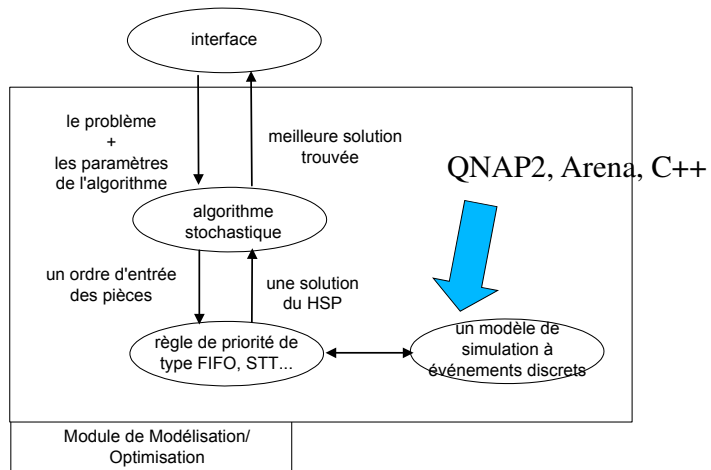 interface
le problème
+
les paramètres
de l'algorithme
meilleure solution
trouvée
QNAP2, Arena, C++
algorithme
stochastique
un ordre d'entrée
des pièces
une solution
du HSP
règle de priorité de
type FIFO, STT...
un modèle de
simulation à
événements discrets
Module de Modélisation/
Optimisation